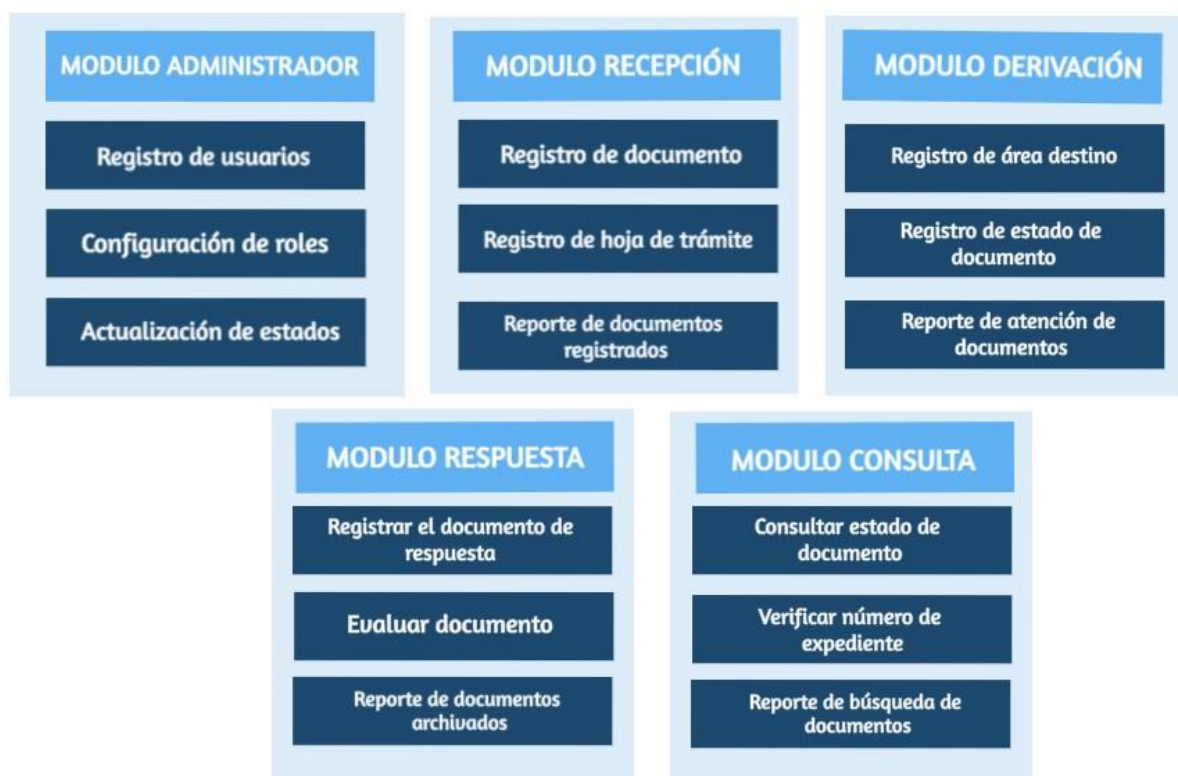 MODULO ADMINISTRADOR
Registro de usuarios
Configuración de roles
Actualización de estados
MODULO RECEPCIÓN
Registro de documento
Registro de hoja de trámite
Reporte de documentos
registrados
MODULO DERIVACIÓN
Registro de área destino
Registro de estado de
documento
Reporte de atención de
documentos
MODULO RESPUESTA
Registrar el documento de
respuesta
Evaluar documento
Reporte de documentos
archivados
MODULO CONSULTA
Consultar estado de
documento
Verificar número de
expediente
Reporte de búsqueda de
documentos